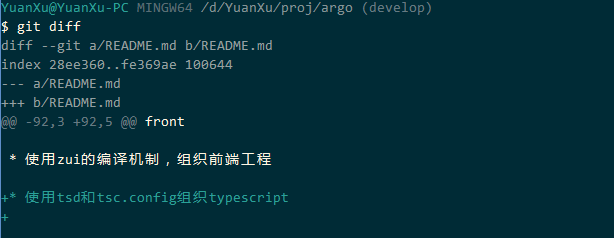 YuanXu@YuanXu-PC MINGW64 /d/YuanXu/proj/argo (develop)
$ git diff
diff --git a/README.md b/README.md
index 28ee360..fe369ae 100644
--- a/README.md
+++ b/README.md
@@ -92,3 +92,5 @@ front

 * 使用zui的编译机制，组织前端工程

+* 使用tsd和tsc.config组织typescript
+